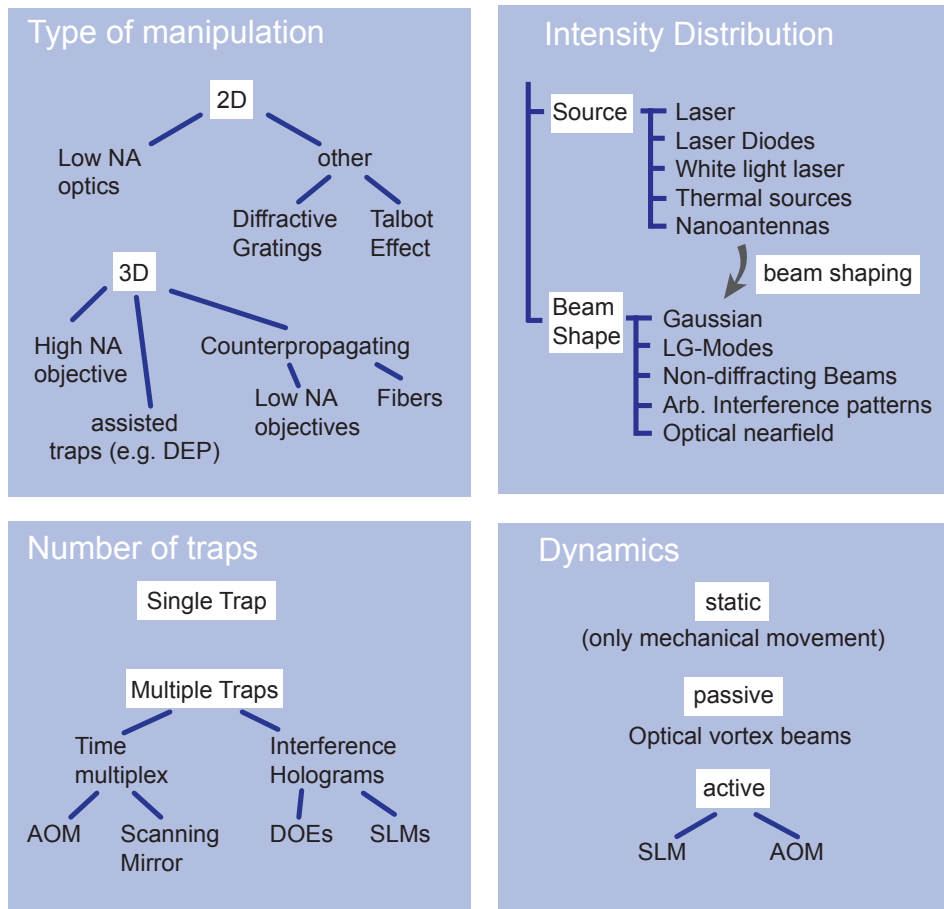 Type of manipulation
2D
Low NA
optics
other
Diffractive
Gratings
Talbot
Effect
3D
High NA
objective
assisted
traps (e.g. DEP)
Counterpropagating
Low NA
objectives
Fibers
Intensity Distribution
Source
Laser
Laser Diodes
White light laser
Thermal sources
Nanoantennas
beam shaping
Beam
Shape
Gaussian
LG-Modes
Non-diffracting Beams
Arb. Interference patterns
Optical nearfield
Number of traps
Single Trap
Multiple Traps
Time
multiplex
AOM
Scanning
Mirror
Interference
Holograms
DOEs
SLMs
Dynamics
static
(only mechanical movement)
passive
Optical vortex beams
active
SLM
AOM